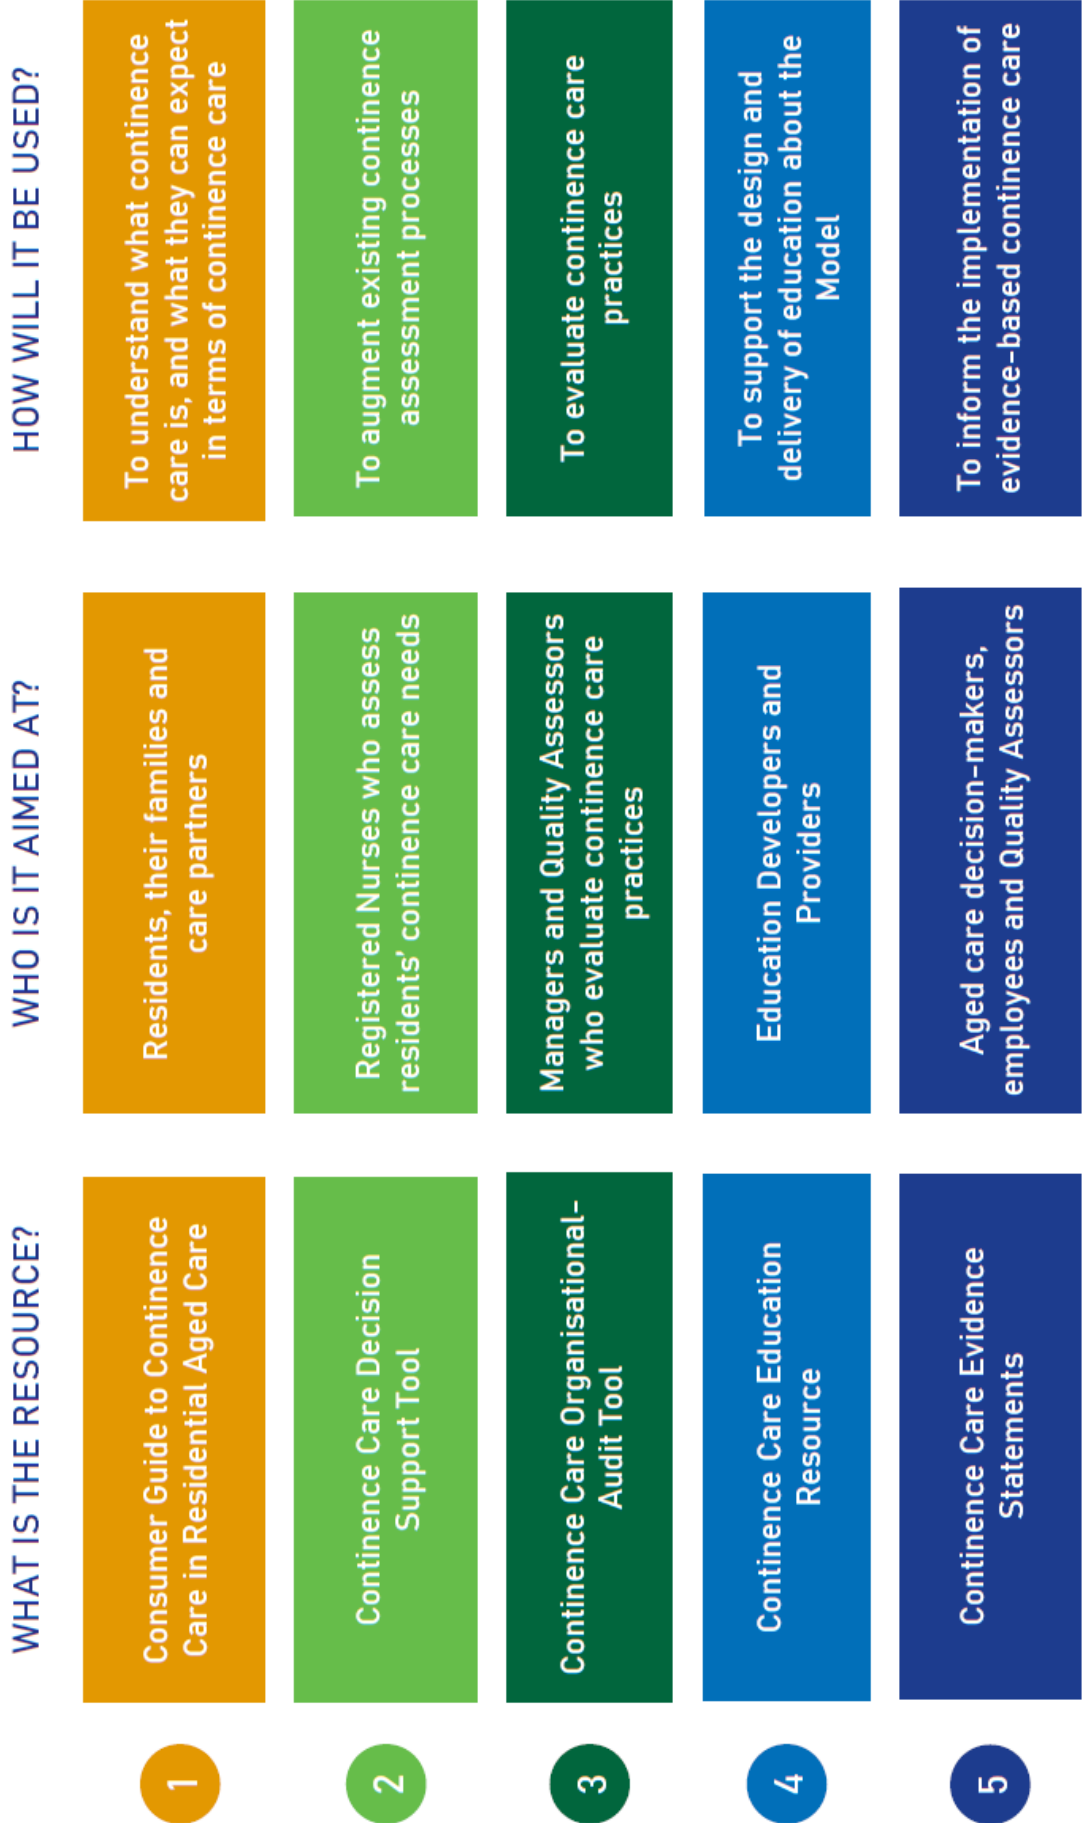 WHAT IS THE RESOURCE?
WHO IS IT AIMED AT?
HOW WILL IT BE USED?
1
Consumer Guide to Continence
Care in Residential Aged Care
Residents, their families and
care partners
To understand what continence
care is, and what they can expect
in terms of continence care
2
Continence Care Decision
Support Tool
Registered Nurses who assess
residents' continence care needs
To augment existing continence
assessment processes
3
Continence Care Organisational-
Audit Tool
Managers and Quality Assessors
who evaluate continence care
practices
To evaluate continence care
practices
4
Continence Care Education
Resource
Education Developers and
Providers
To support the design and
delivery of education about the
Model
5
Continence Care Evidence
Statements
Aged care decision-makers,
employees and Quality Assessors
To inform the implementation of
evidence-based continence care